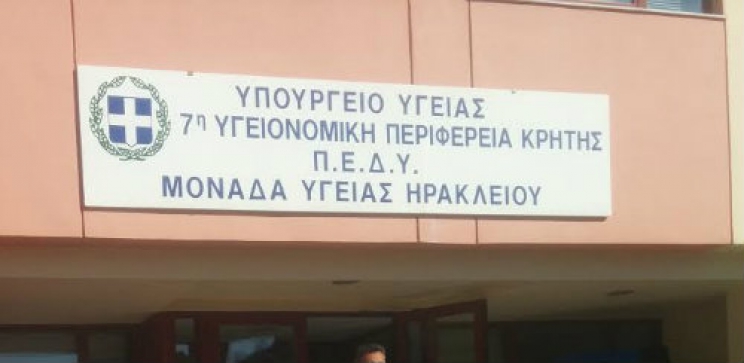 ΥΠΟΥΡΓΕΙΟ ΥΓΕΙΑΣ
7η ΥΓΕΙΟΝΟΜΙΚΗ ΠΕΡΙΦΕΡΕΙΑ ΚΡΗΤΗΣ
Π.Ε.Δ.Υ.
ΜΟΝΑΔΑ ΥΓΕΙΑΣ ΗΡΑΚΛΕΙΟΥ